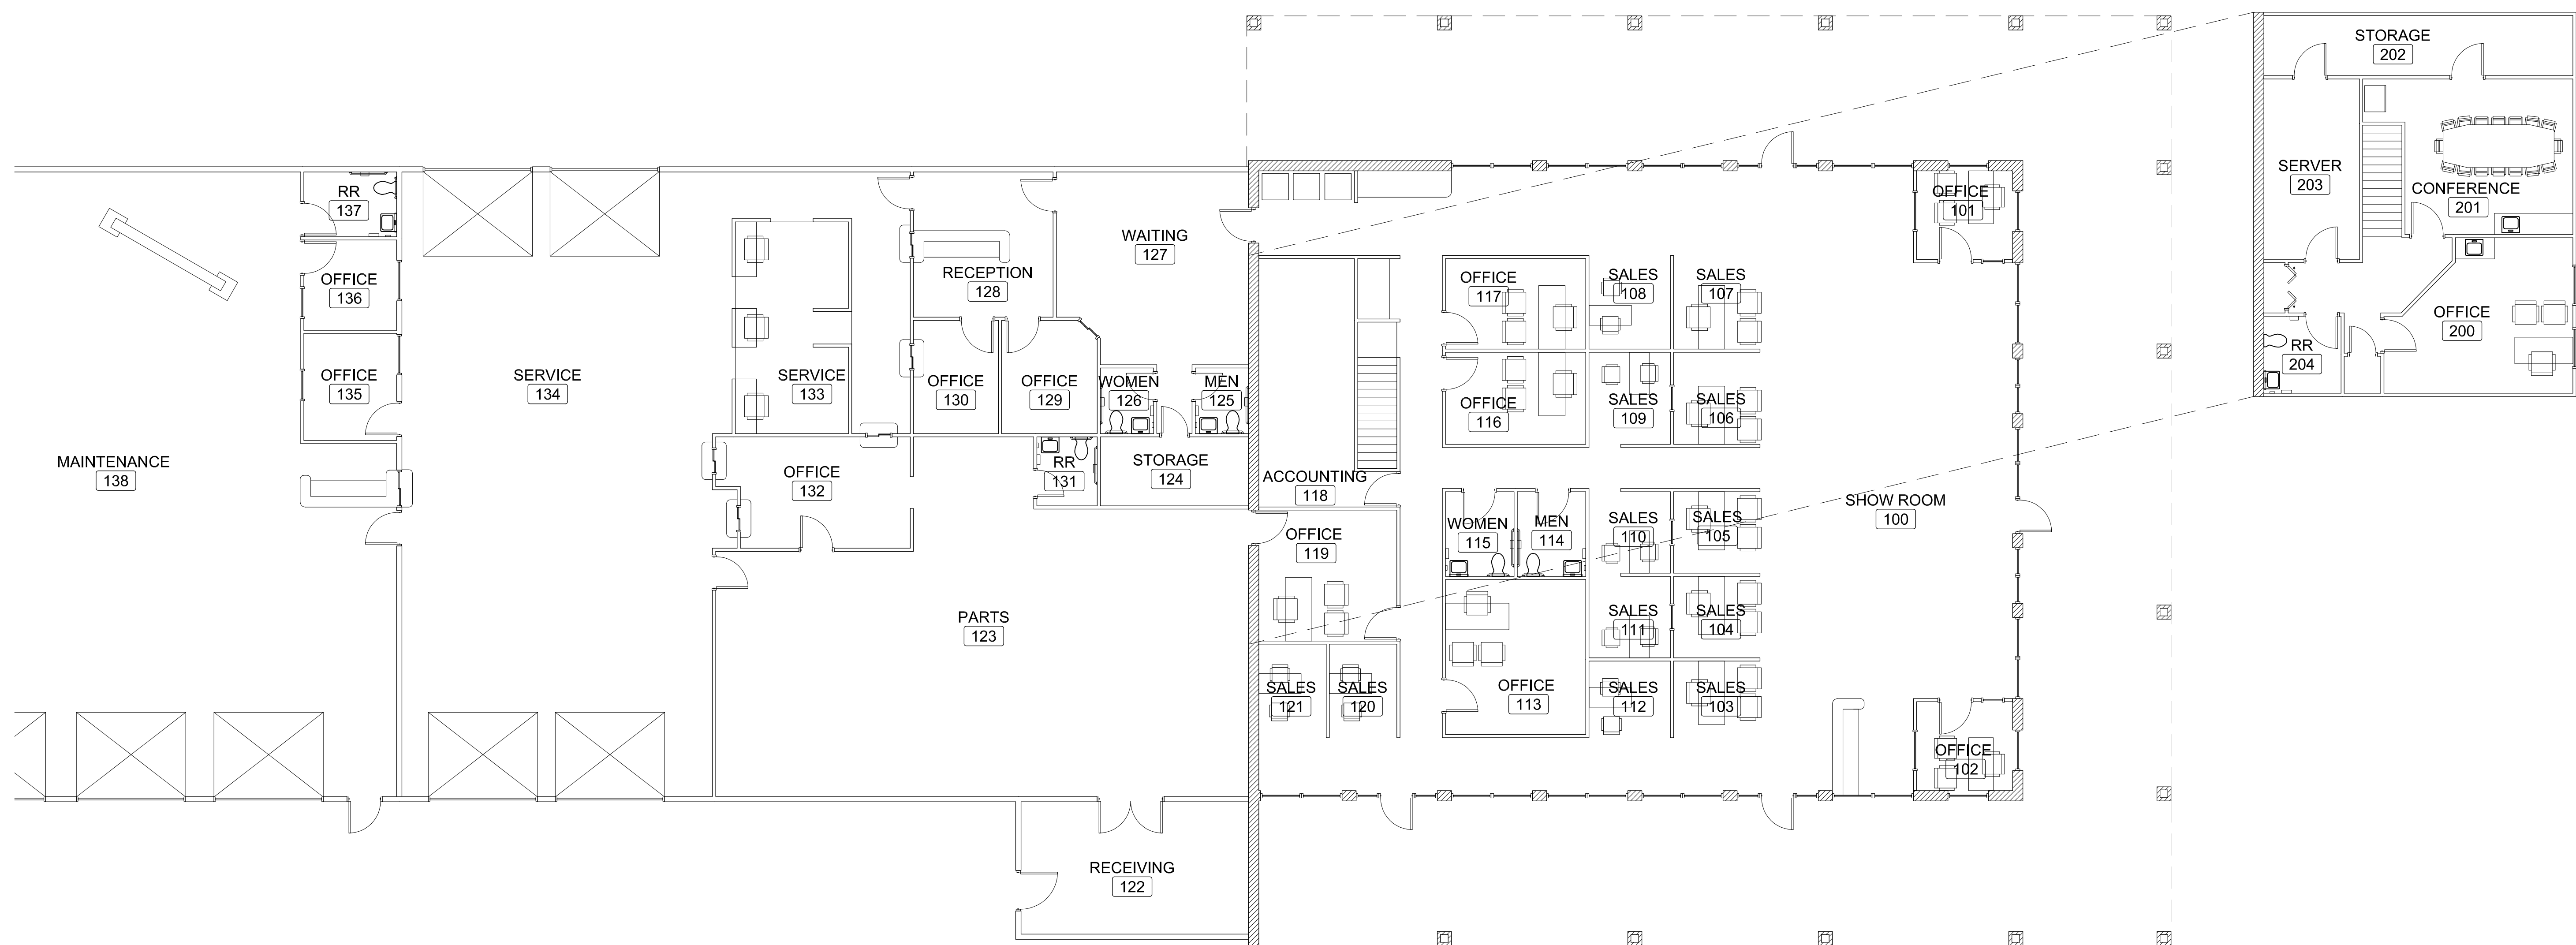 STORAGE
202
RR
137
SERVER
203
CONFERENCE
201
OFFICE
101
WAITING
127
RECEPTION
128
OFFICE
136
OFFICE
117
SALES
108
SALES
107
OFFICE
200
RR
204
OFFICE
135
SERVICE
134
SERVICE
133
OFFICE
130
OFFICE
129
WOMEN
126
MEN
125
OFFICE
116
SALES
109
SALES
106
MAINTENANCE
138
OFFICE
132
RR
131
STORAGE
124
ACCOUNTING
118
SHOW ROOM
100
OFFICE
119
WOMEN
115
MEN
114
SALES
110
SALES
105
PARTS
123
SALES
111
SALES
104
SALES
121
SALES
120
OFFICE
113
SALES
112
SALES
103
OFFICE
102
RECEIVING
122